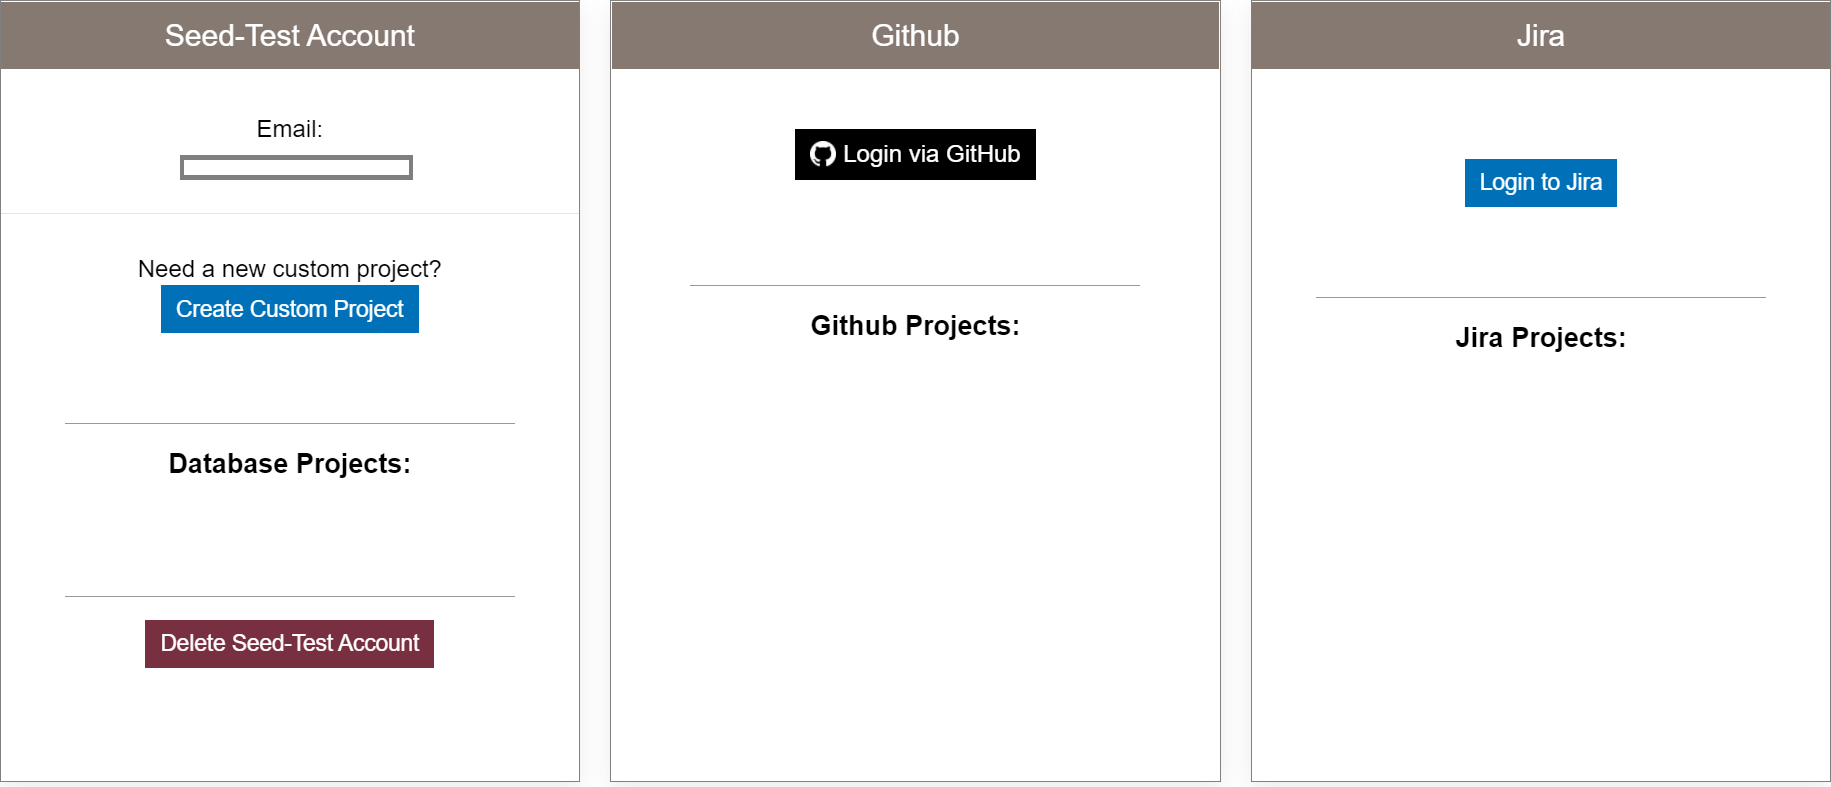 Seed-Test Account
Email:
Need a new custom project?
Create Custom Project
Database Projects:
Delete Seed-Test Account
Github
Login via GitHub
Github Projects:
Jira
Login to Jira
Jira Projects: